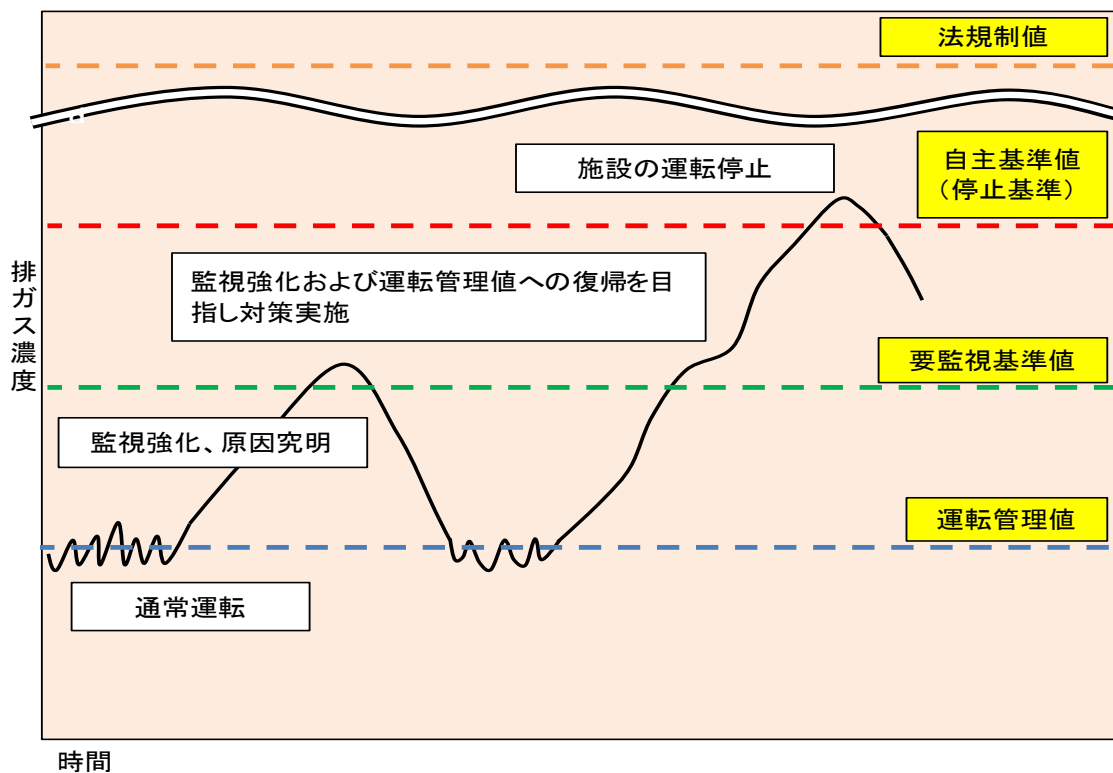 法規制値
自主基準値
（停止基準）
施設の運転停止
監視強化および運転管理値への復帰を目
指し対策実施
排ガス濃度
要監視基準値
監視強化、原因究明
運転管理値
通常運転
時間